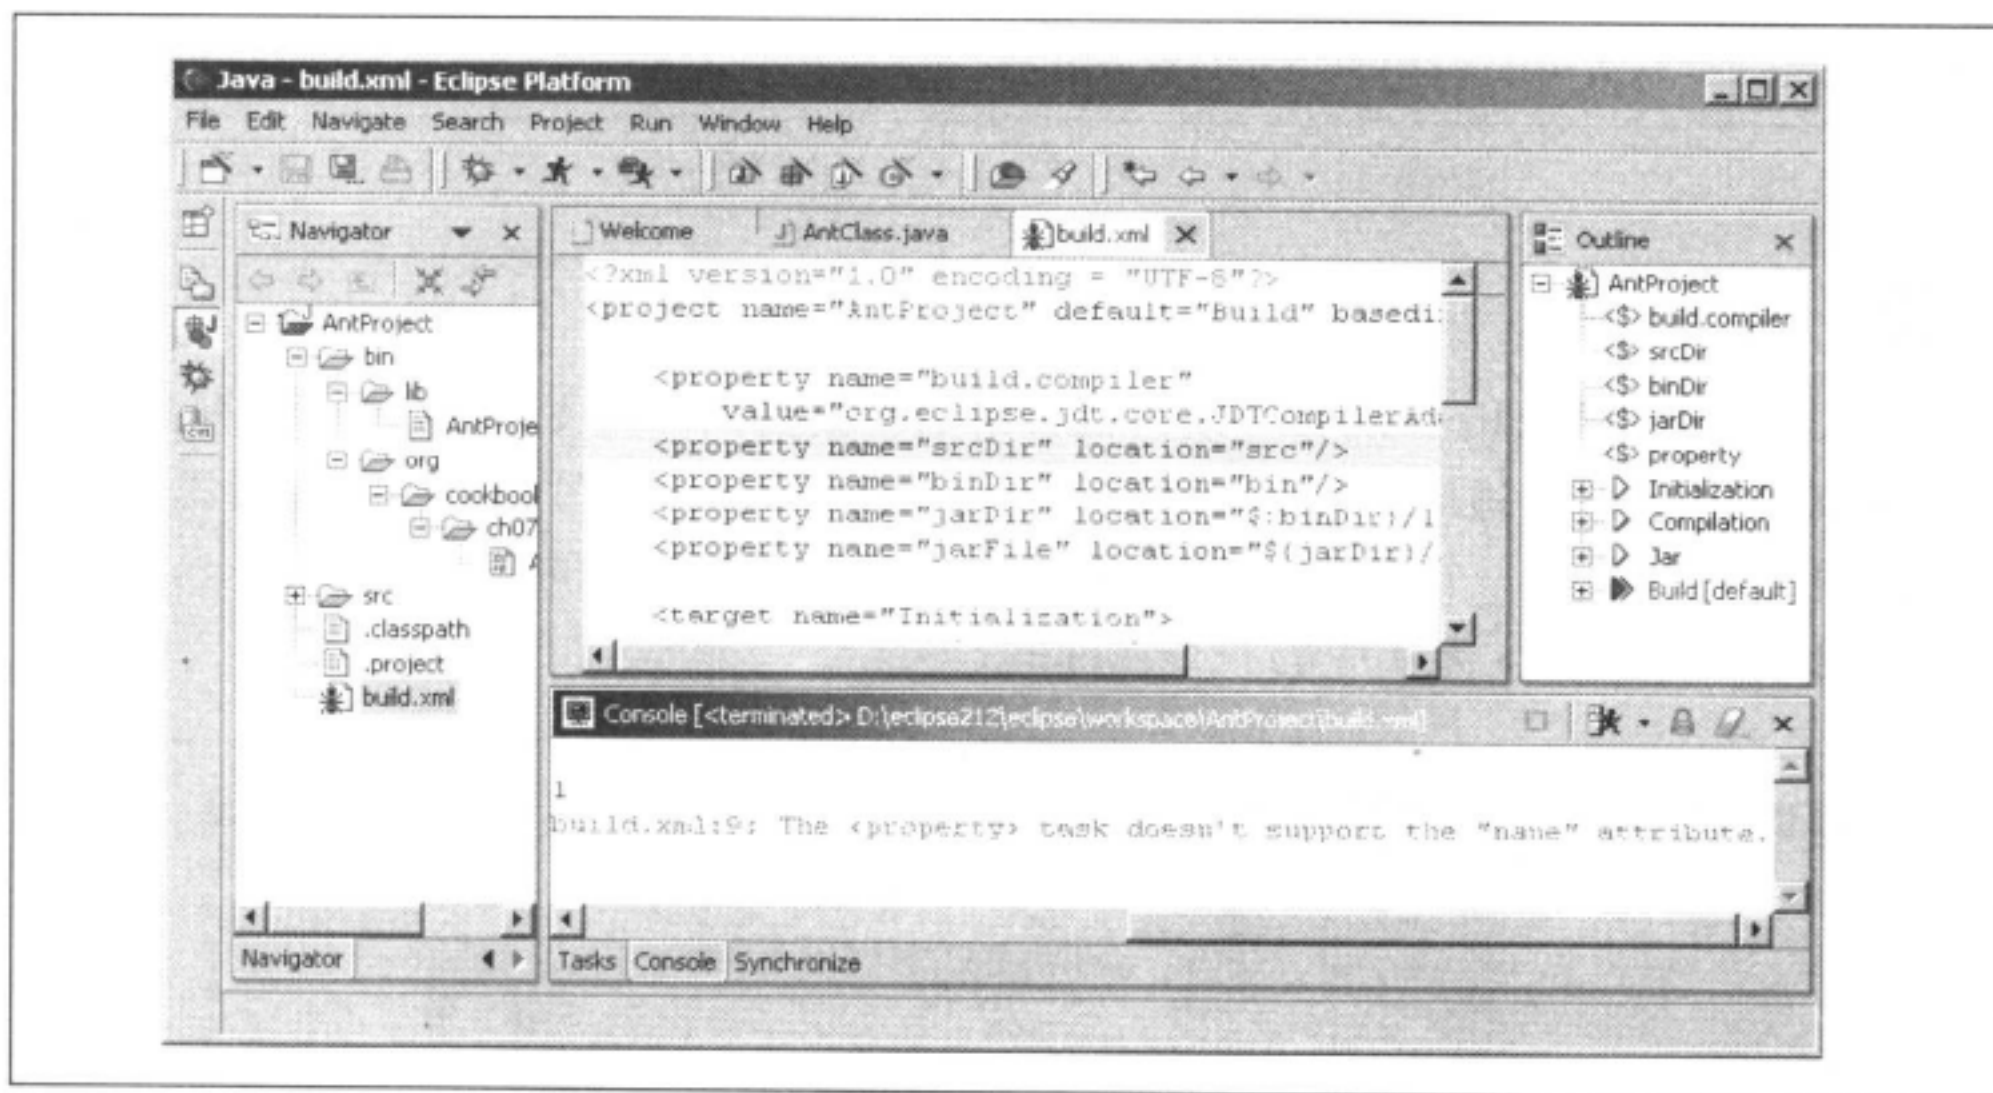 Java - build.xml - Eclipse Platform
File Edit Navigate Search Project Run Window Help
Navigator
AntProject
bin
lib
AntProje
org
cookbool
ch07
A
src
.classpath
.project
build.xml
Navigator
Welcome AntClass.java build.xml
<?xml version="1.0" encoding = "UTF-8"?>
<project name="AntProject" default="Build" basedi
<property name="build.compiler"
value="org.eclipse.jdt.core.JDTCompilerAda
<property name="srcDir" location="src"/>
<property name="binDir" location="bin"/>
<property name="jarDir" location="${binDir}/l
<property nane="jarFile" location="${jarDir}/
<target name="Initialization">
Outline
AntProject
<$> build.compiler
<$> srcDir
<$> binDir
<$> jarDir
<$> property
Initialization
Compilation
Jar
Build [default]
Console [<terminated> D:\eclipse212\eclipse\workspace\AntProject\build.xml]
l
build.xml:9: The <property> task doesn't support the "nane" attribute.
Tasks Console Synchronize